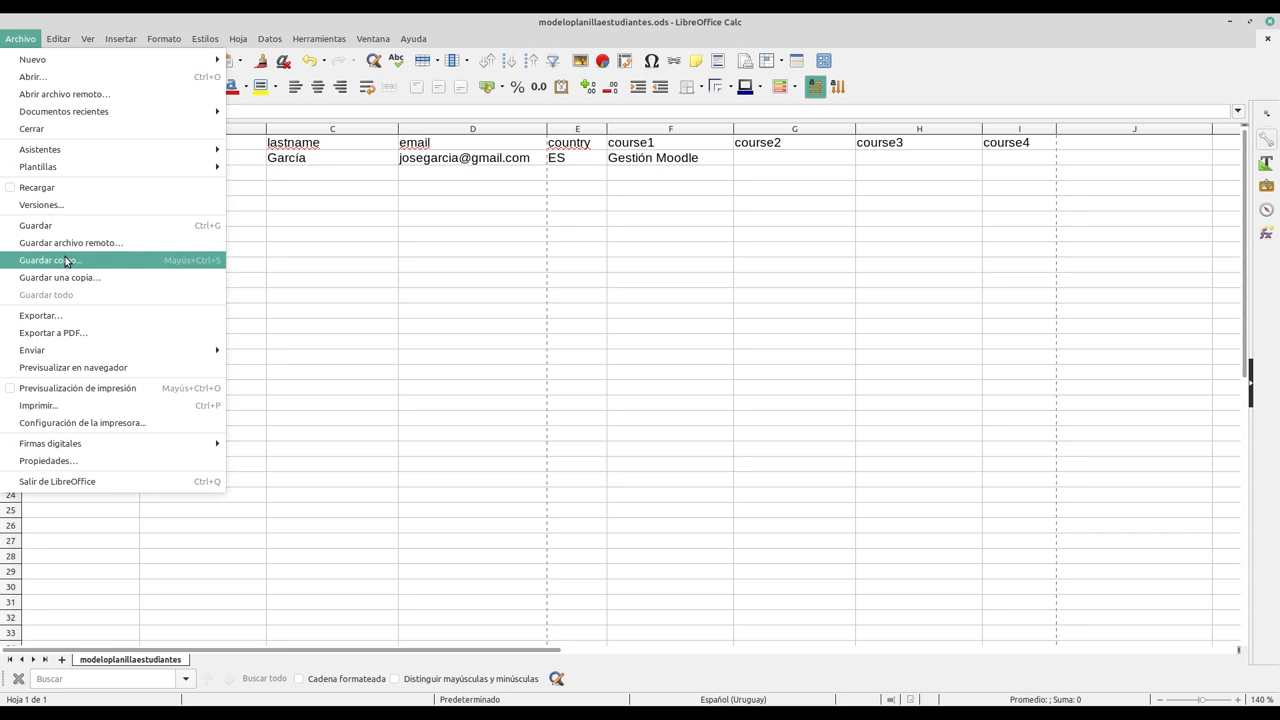 modeloplanillaestudiantes.ods - LibreOffice Calc
Archivo Editar Ver Insertar Formato Estilos Hoja Datos Herramientas Ventana Ayuda
Nuevo
Abrir... Ctrl+O
Abrir archivo remoto...
Documentos recientes
Cerrar
Asistentes
Plantillas
Recargar
Versiones...
Guardar Ctrl+G
Guardar archivo remoto...
Guardar Mayús+Ctrl+S
Guardar una copia...
Guardar todo
Exportar...
Exportar a PDF...
Enviar
Previsualizar en navegador
Previsualización de impresión Mayús+Ctrl+O
Imprimir... Ctrl+P
Configuración de la impresora...
Firmas digitales
Propiedades...
Salir de LibreOffice Ctrl+Q
Abc
% 0.0
C D E F G H I J
lastname email country course1 course2 course3 course4
García josegarcia@gmail.com ES Gestión Moodle
24
25
26
27
28
29
30
31
32
33
modeloplanillaestudiantes
Buscar Buscar todo Cadena formateada Distinguir mayúsculas y minúsculas
Hoja 1 de 1 Predeterminado Español (Uruguay) Promedio: ; Suma: 0 140 %